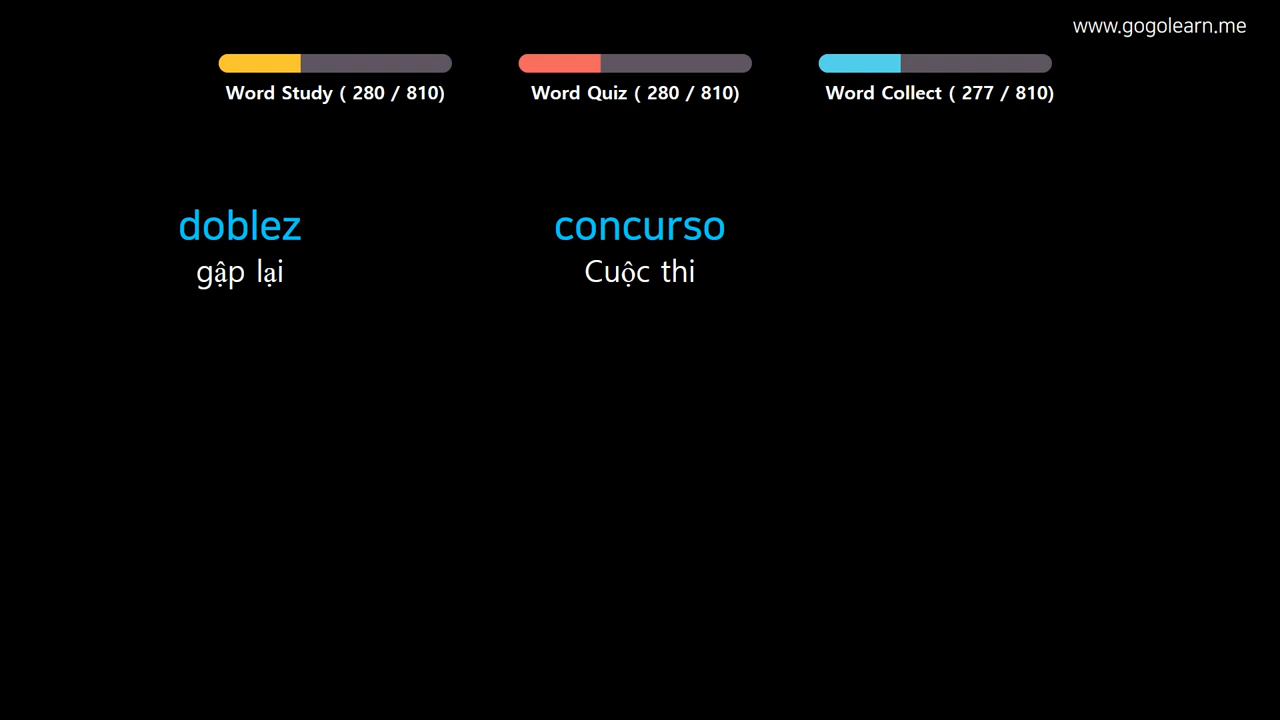 www.gogolearn.me
Word Study ( 280 / 810)
Word Quiz ( 280 / 810)
Word Collect ( 277 / 810)
doblez
gập lại
concurso
Cuộc thi